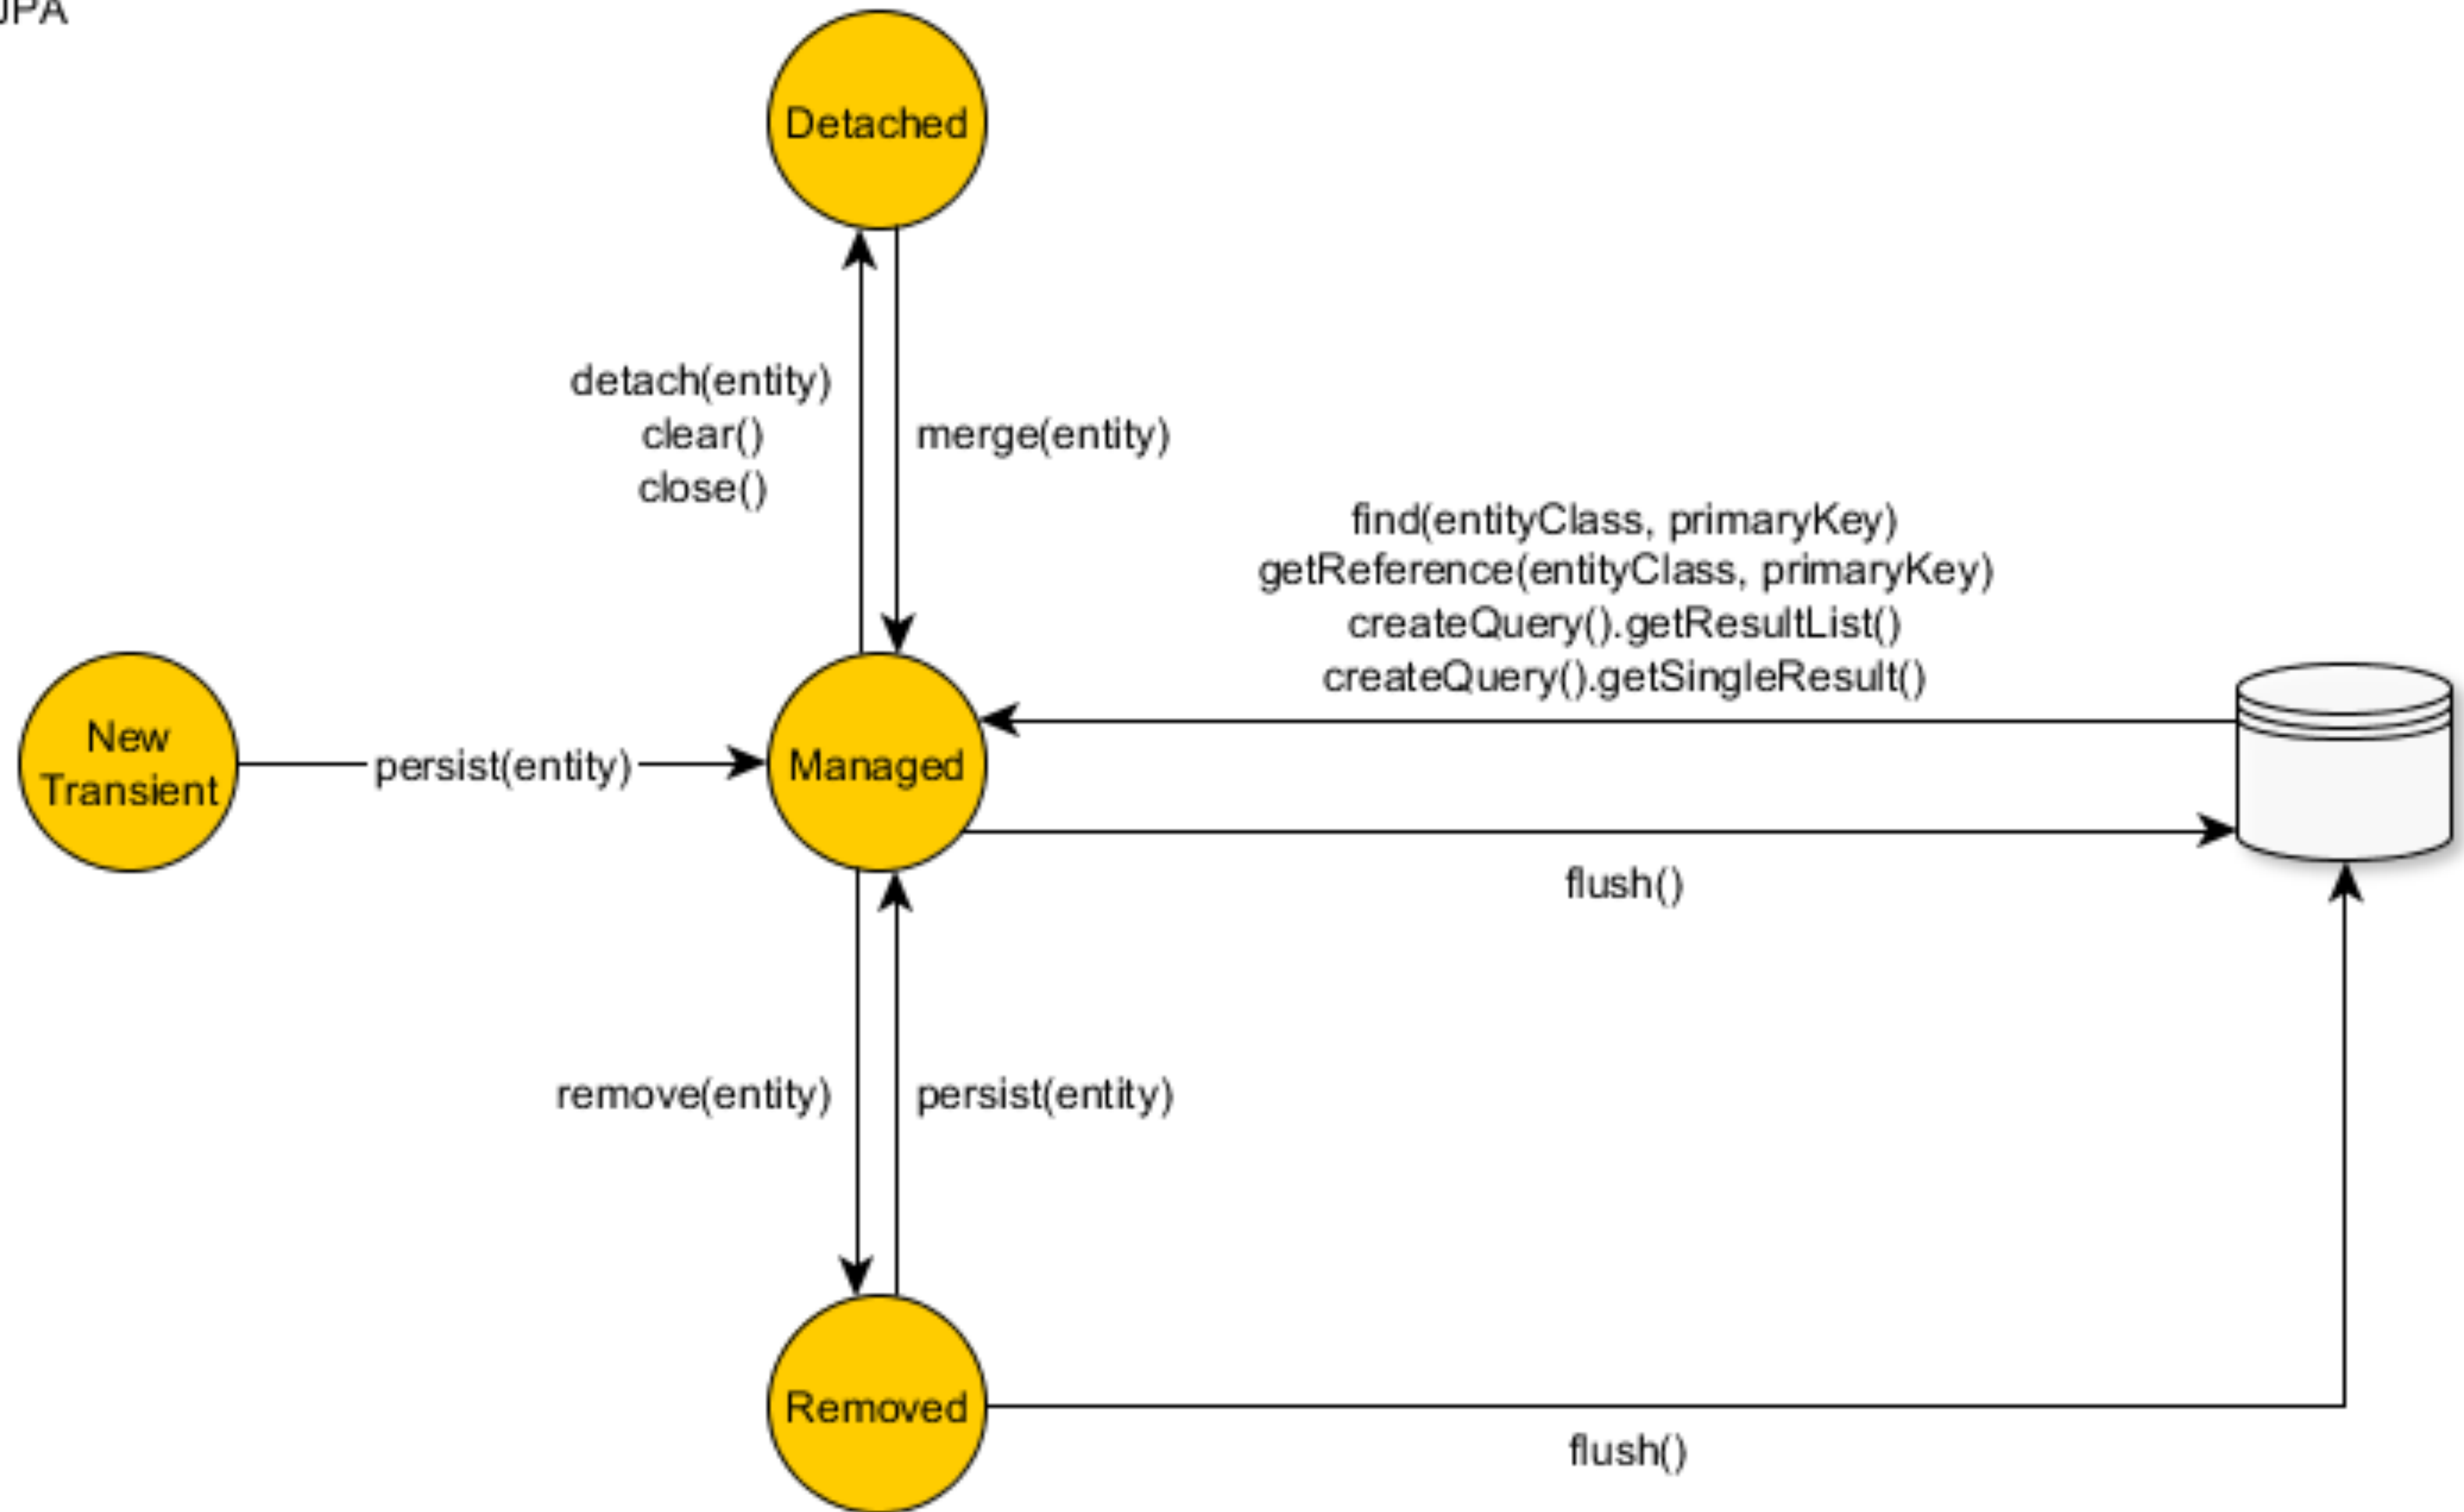 JPA
Detached
detach(entity)
clear()
close()
merge(entity)
find(entityClass, primaryKey)
getReference(entityClass, primaryKey)
createQuery().getResultList()
createQuery().getSingleResult()
New
Transient
persist(entity)
Managed
flush()
remove(entity)
persist(entity)
Removed
flush()